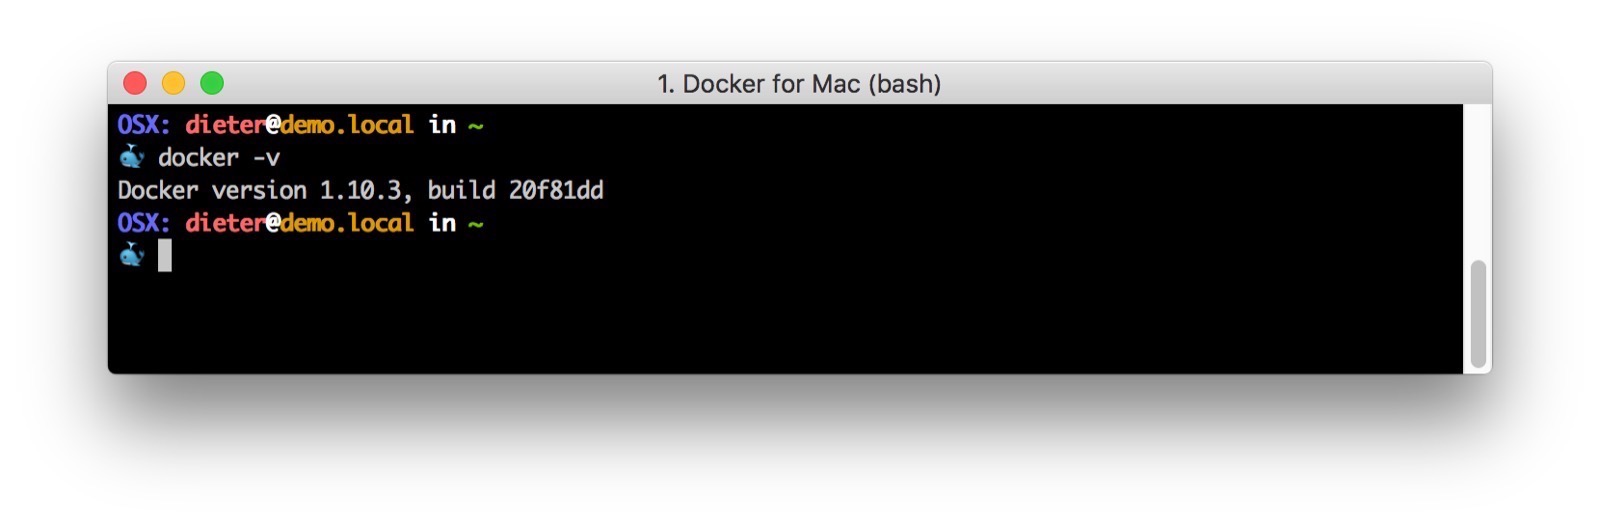 1. Docker for Mac (bash)
OSX: dieter@demo.local in ~
🐳 docker -v
Docker version 1.10.3, build 20f81dd
OSX: dieter@demo.local in ~
🐳